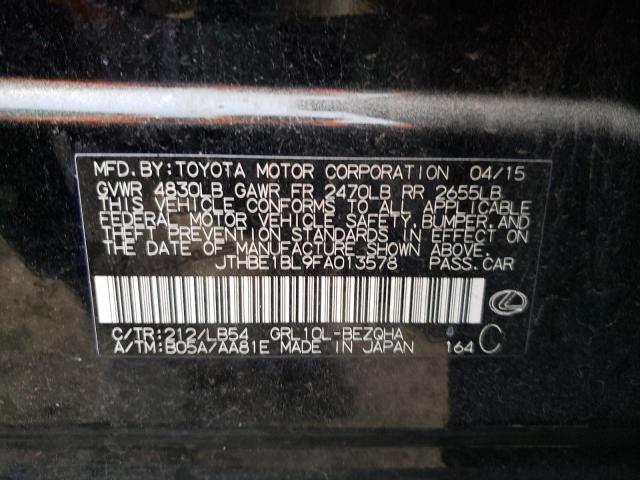 MFD.BY:TOYOTA MOTOR CORPORATION 04/15
GVWR 4830LB GAWR FR 2470LB RR 2655LB
THIS VEHICLE CONFORMS TO ALL APPLICABLE
FEDERAL MOTOR VEHICLE SAFETY, BUMPER, AND
THEFT PREVENTION STANDARDS IN EFFECT ON
THE DATE OF MANUFACTURE SHOWN ABOVE.
JTHBE1BL9FA013578 PASS.CAR
C/TR:212/LB54 GRL10L-BEZQHA
A/TM:B05A/AA81E MADE IN JAPAN 164 C